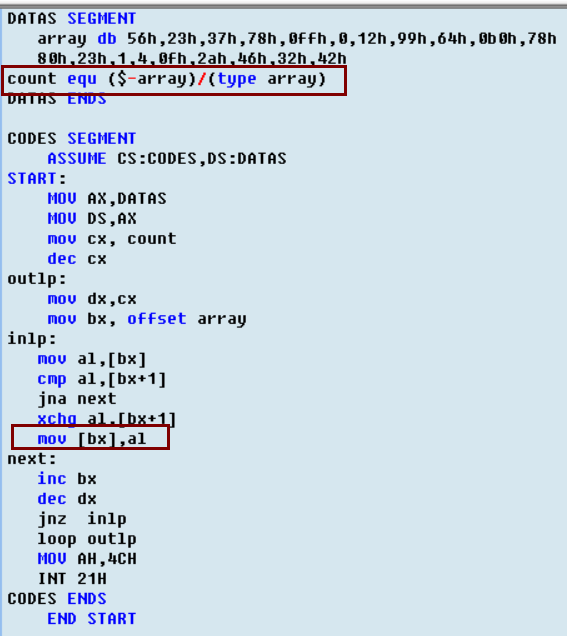 DATAS SEGMENT
array db 56h,23h,37h,78h,0ffh,0,12h,99h,64h,0b0h,78h
80h,23h,1,4,0fh,2ah,46h,32h,42h
count equ ($-array)/(type array)
DATAS ENDS
CODES SEGMENT
ASSUME CS:CODES,DS:DATAS
START:
MOV AX,DATAS
MOV DS,AX
mov cx, count
dec cx
outlp:
mov dx,cx
mov bx, offset array
inlp:
mov al,[bx]
cmp al,[bx+1]
jna next
xchg al,[bx+1]
mov [bx],al
next:
inc bx
dec dx
jnz inlp
loop outlp
MOV AH,4CH
INT 21H
CODES ENDS
END START